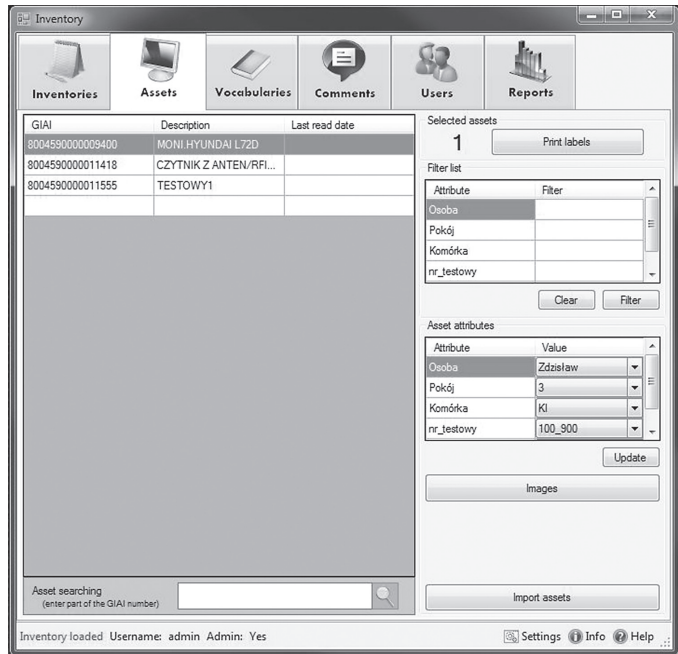 Inventory
Inventories Assets Vocabularies Comments Users Reports
GIAI Description Last read date
8004590000009400 MONI.HYUNDAI L72D
8004590000011418 CZYTNIK Z ANTEN/RFI...
8004590000011555 TESTOWY1
Selected assets
1 Print labels
Filter list
Attribute Filter
Osoba
Pokój
Komórka
nr_testowy
Clear Filter
Asset attributes
Attribute Value
Osoba Zdzisław
Pokój 3
Komórka KI
nr_testowy 100_900
Update
Images
Asset searching
(enter part of the GIAI number)
Import assets
Inventory loaded Username: admin Admin: Yes Settings Info Help